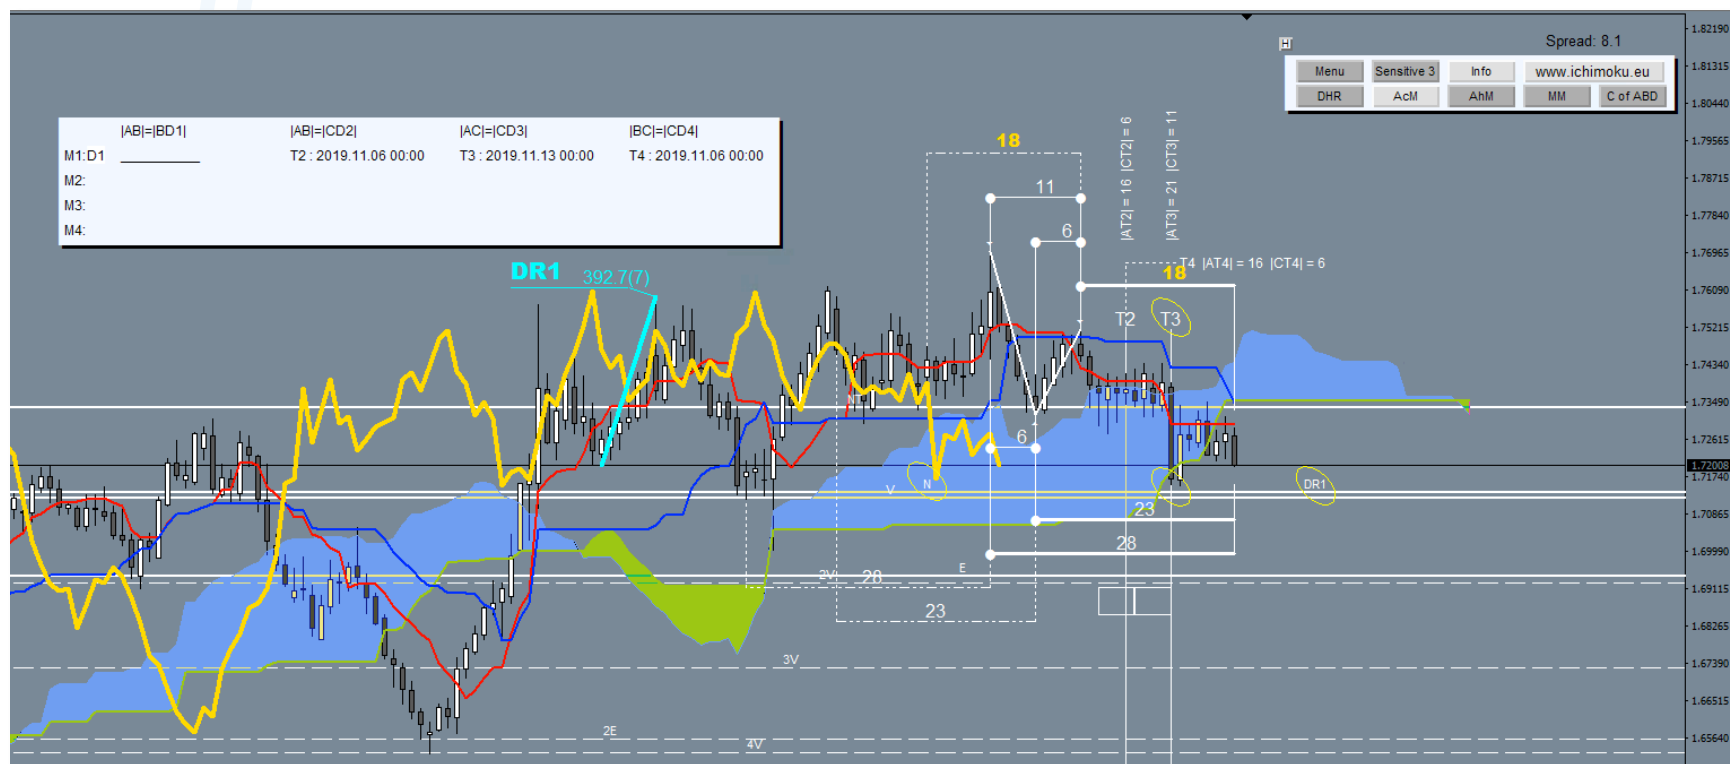 Spread: 8.1
H
Menu Sensitive 3 Info www.ichimoku.eu
DHR AcM AhM MM C of ABD
|AB|=|BD1| |AB|=|CD2| |AC|=|CD3| |BC|=|CD4|
M1:D1 T2 : 2019.11.06 00:00 T3 : 2019.11.13 00:00 T4 : 2019.11.06 00:00
M2:
M3:
M4:
18
11
6
|AT2| = 16 |CT2| = 6
|AT3| = 21 |CT3| = 11
T4 |AT4| = 16 |CT4| = 6
18
DR1 392.7(7)
T2 T3
NT
6
V N DR1
23
28
2V 28 E
23
3V
2E
4V
1.82190
1.81315
1.80440
1.79565
1.78715
1.77840
1.76965
1.76090
1.75215
1.74340
1.73490
1.72615
1.72008
1.71740
1.70865
1.69990
1.69115
1.68265
1.67390
1.66515
1.65640